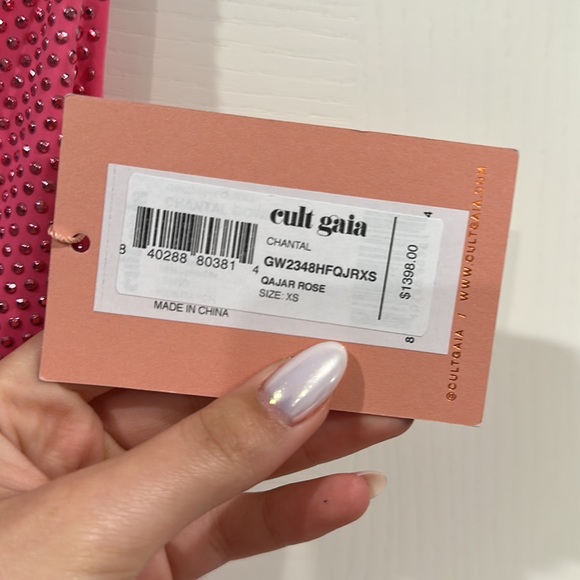 cult gaia
CHANTAL
GW2348HFQJRXS
QAJAR ROSE
SIZE: XS
$1398.00
8 40288 80381 4
MADE IN CHINA
@CULTGAIA / WWW.CULTGAIA.COM